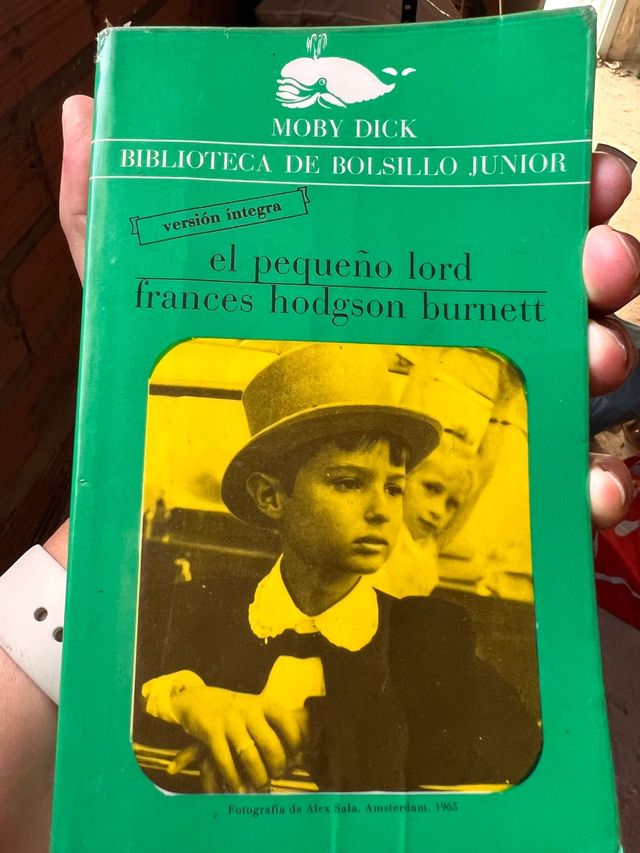 MOBY DICK
BIBLIOTECA DE BOLSILLO JUNIOR
versión íntegra
el pequeño lord
frances hodgson burnett
Fotografía de Alex Sala. Amsterdam. 1965